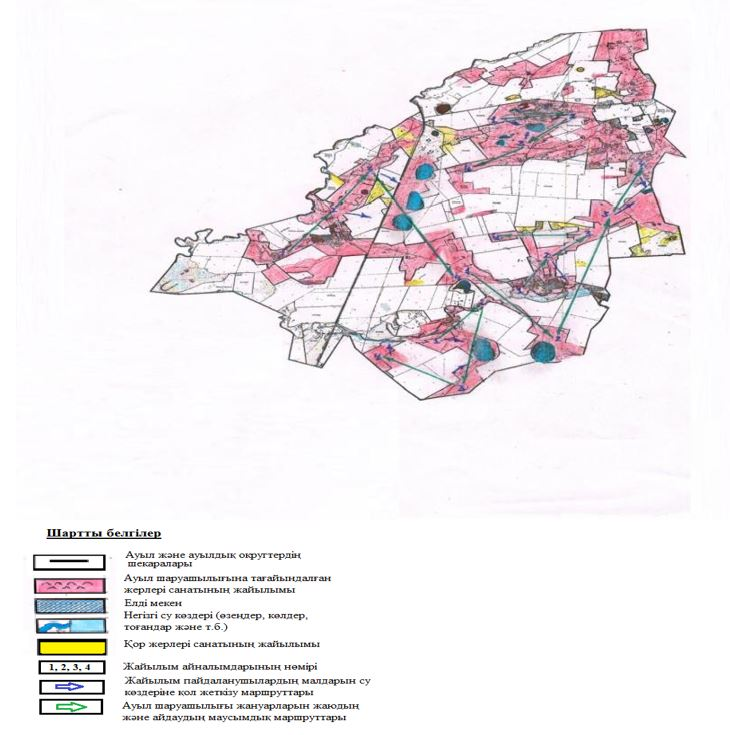 Шартты белгілер
Ауыл және ауылдық округтердің
шекаралары
Ауыл шаруашылығына тағайындалған
жерлері санатының жайылымы
Елді мекен
Негізгі су көздері (өзендер, көлдер,
тоғандар және т.б.)
Қор жерлері санатының жайылымы
1, 2, 3, 4 Жайылым айналымдарының нөмірі
Жайылым пайдаланушылардың малдарын су
көздеріне қол жеткізу маршруттары
Ауыл шаруашылығы жануарларын жаюдың
және айдаудың маусымдық маршруттары